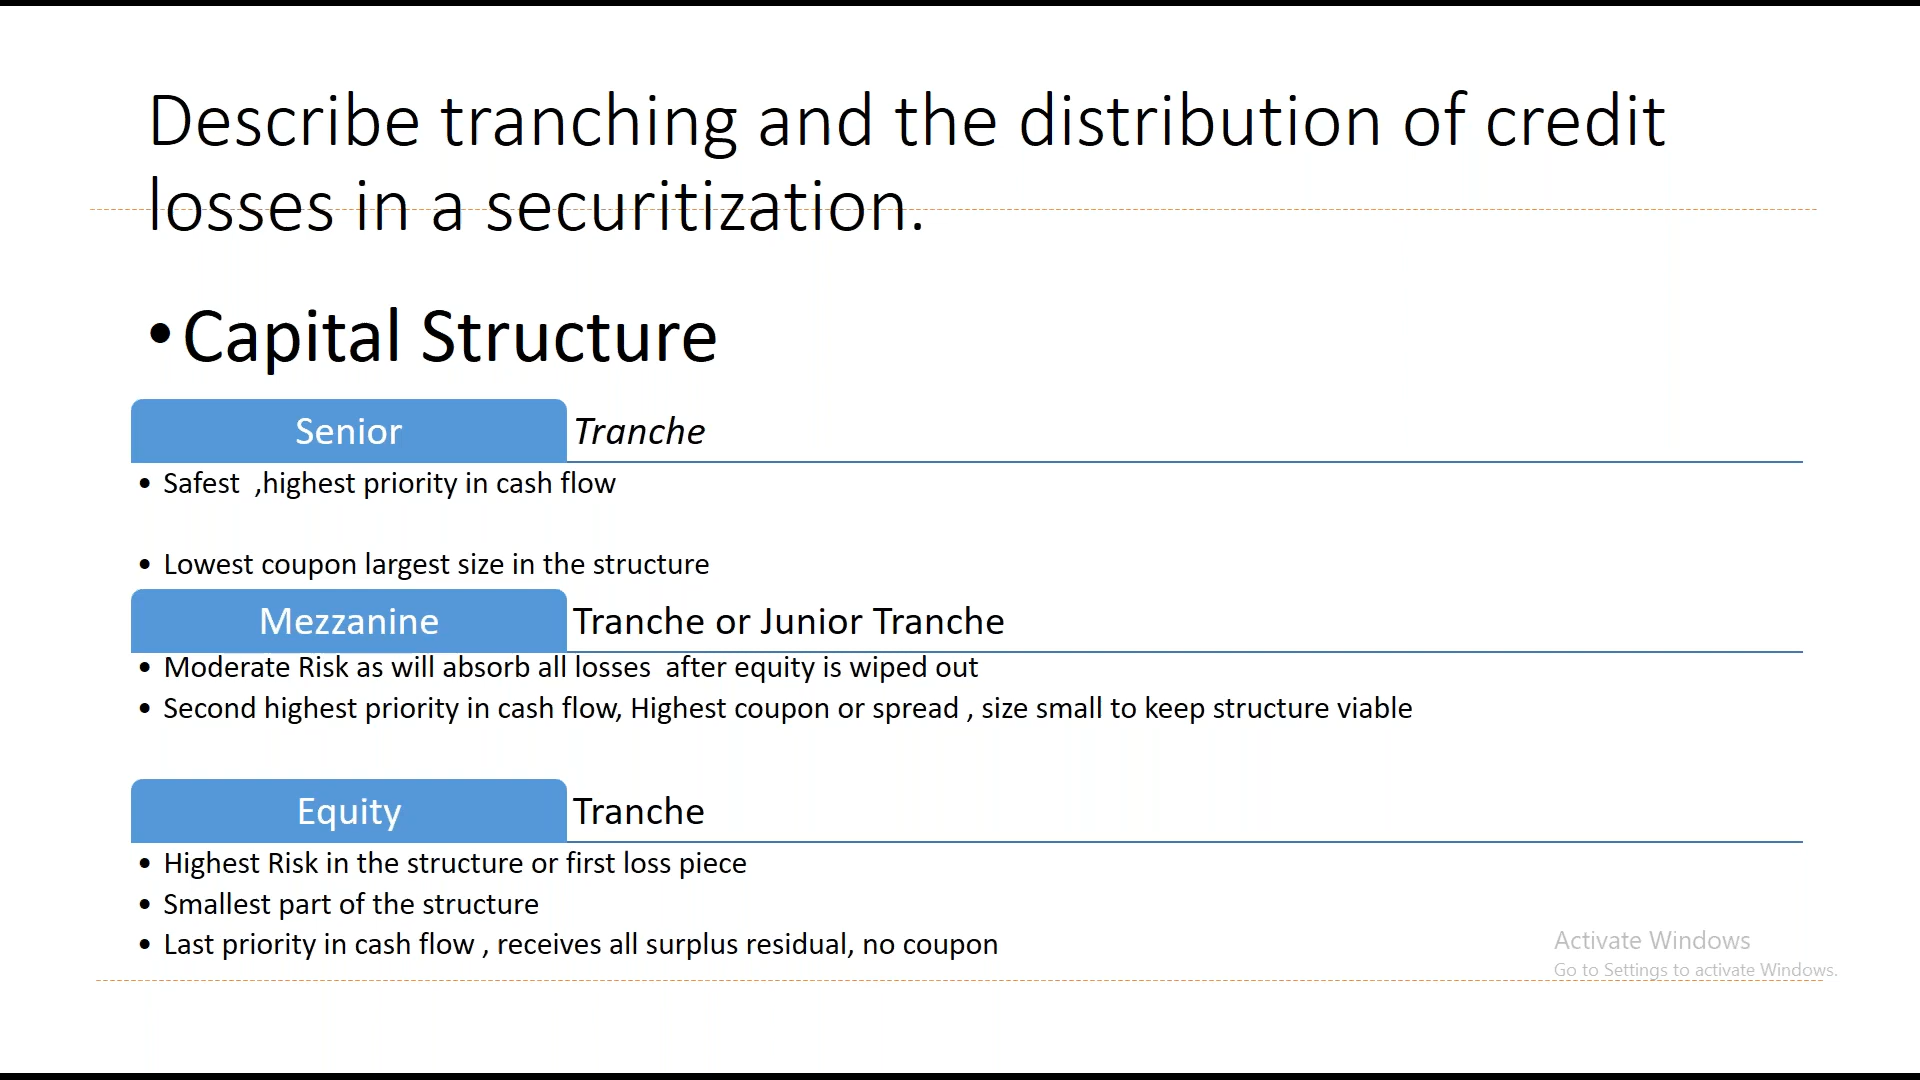 Describe tranching and the distribution of credit
losses in a securitization.
•Capital Structure
Senior Tranche
• Safest  ,highest priority in cash flow
• Lowest coupon largest size in the structure
Mezzanine Tranche or Junior Tranche
• Moderate Risk as will absorb all losses  after equity is wiped out
• Second highest priority in cash flow, Highest coupon or spread , size small to keep structure viable
Equity Tranche
• Highest Risk in the structure or first loss piece
• Smallest part of the structure
• Last priority in cash flow , receives all surplus residual, no coupon
Activate Windows
Go to Settings to activate Windows.